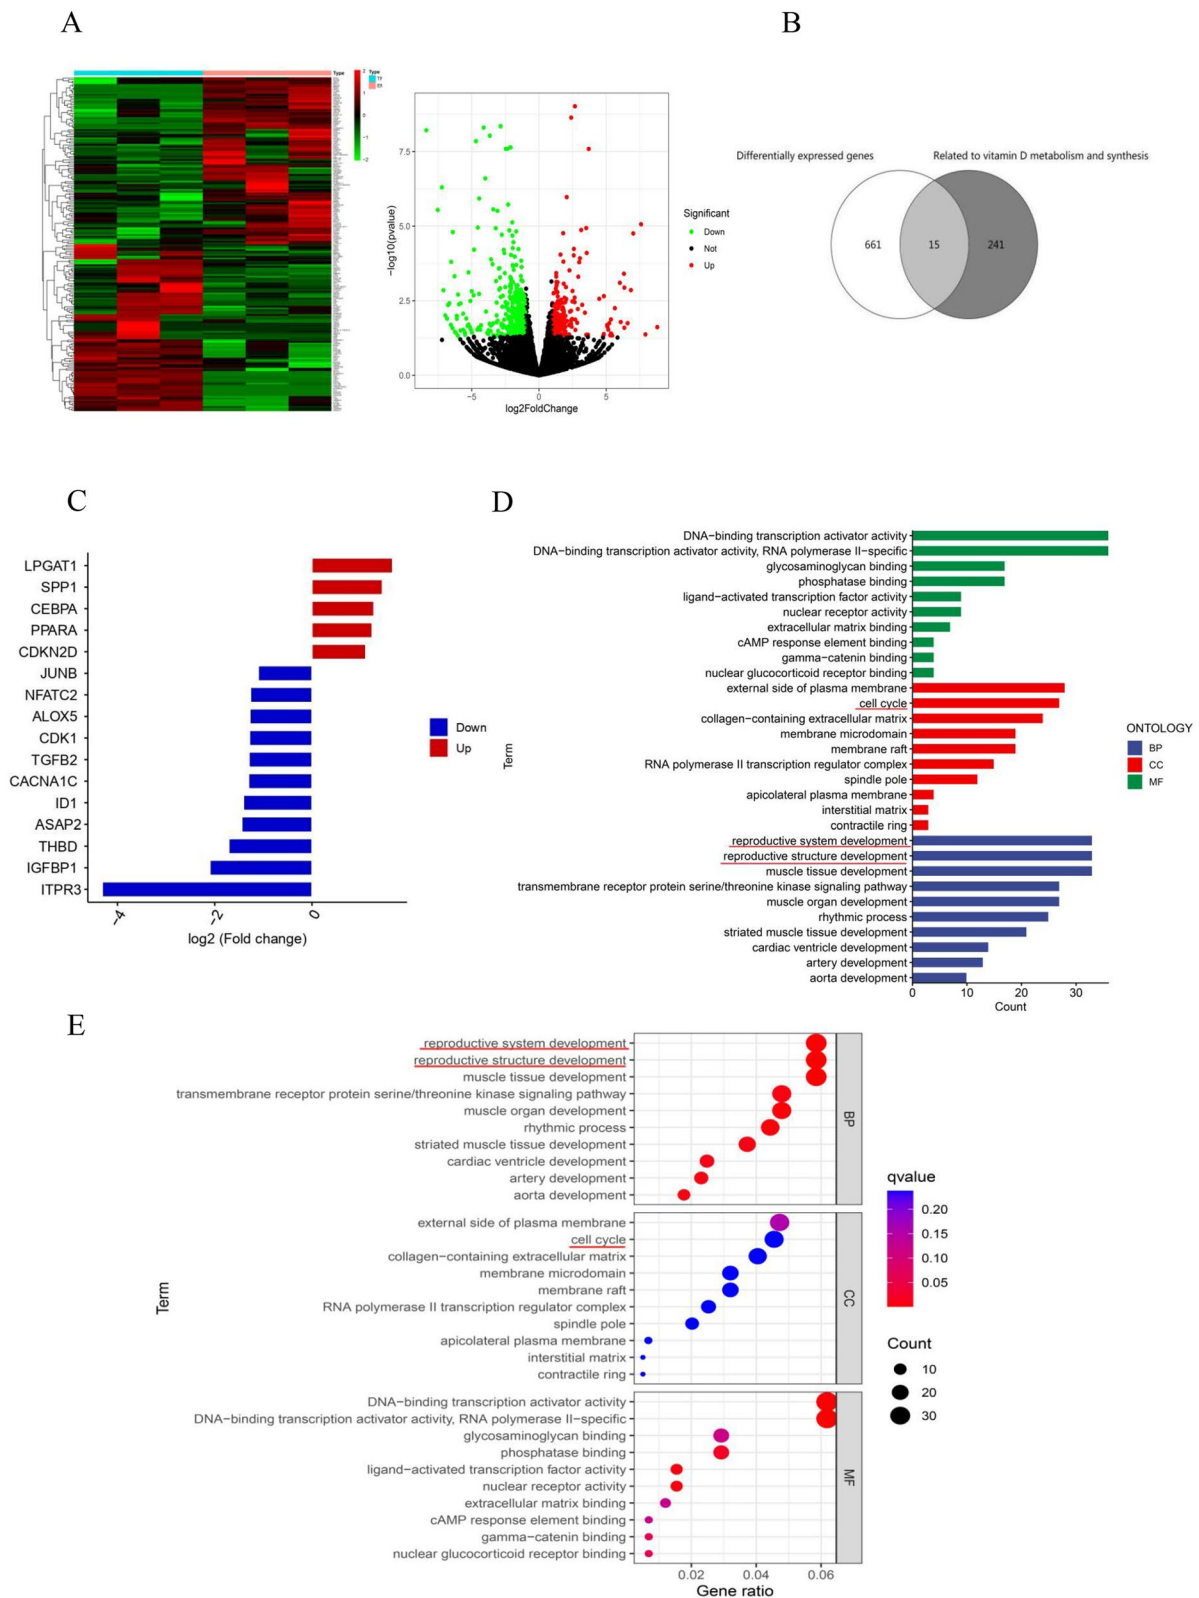 A
B
Type
Type
2
1
0
−1
−2
7.5
5.0
2.5
0.0
−log10(pvalue)
−5
0
5
log2FoldChange
Significant
Down
Not
Up
Differentially expressed genes
Related to vitamin D metabolism and synthesis
661
15
241
C
D
LPGAT1
SPP1
CEBPA
PPARA
CDKN2D
JUNB
NFATC2
ALOX5
CDK1
TGFB2
CACNA1C
ID1
ASAP2
THBD
IGFBP1
ITPR3
−4
−2
0
log2 (Fold change)
Down
Up
Term
DNA−binding transcription activator activity
DNA−binding transcription activator activity, RNA polymerase II−specific
glycosaminoglycan binding
phosphatase binding
ligand−activated transcription factor activity
nuclear receptor activity
extracellular matrix binding
cAMP response element binding
gamma−catenin binding
nuclear glucocorticoid receptor binding
external side of plasma membrane
cell cycle
collagen−containing extracellular matrix
membrane microdomain
membrane raft
RNA polymerase II transcription regulator complex
spindle pole
apicolateral plasma membrane
interstitial matrix
contractile ring
reproductive system development
reproductive structure development
muscle tissue development
transmembrane receptor protein serine/threonine kinase signaling pathway
muscle organ development
rhythmic process
striated muscle tissue development
cardiac ventricle development
artery development
aorta development
0
10
20
30
Count
ONTOLOGY
BP
CC
MF
E
Term
reproductive system development
reproductive structure development
muscle tissue development
transmembrane receptor protein serine/threonine kinase signaling pathway
muscle organ development
rhythmic process
striated muscle tissue development
cardiac ventricle development
artery development
aorta development
BP
external side of plasma membrane
cell cycle
collagen−containing extracellular matrix
membrane microdomain
membrane raft
RNA polymerase II transcription regulator complex
spindle pole
apicolateral plasma membrane
interstitial matrix
contractile ring
CC
DNA−binding transcription activator activity
DNA−binding transcription activator activity, RNA polymerase II−specific
glycosaminoglycan binding
phosphatase binding
ligand−activated transcription factor activity
nuclear receptor activity
extracellular matrix binding
cAMP response element binding
gamma−catenin binding
nuclear glucocorticoid receptor binding
MF
0.02
0.04
0.06
Gene ratio
qvalue
0.20
0.15
0.10
0.05
Count
10
20
30